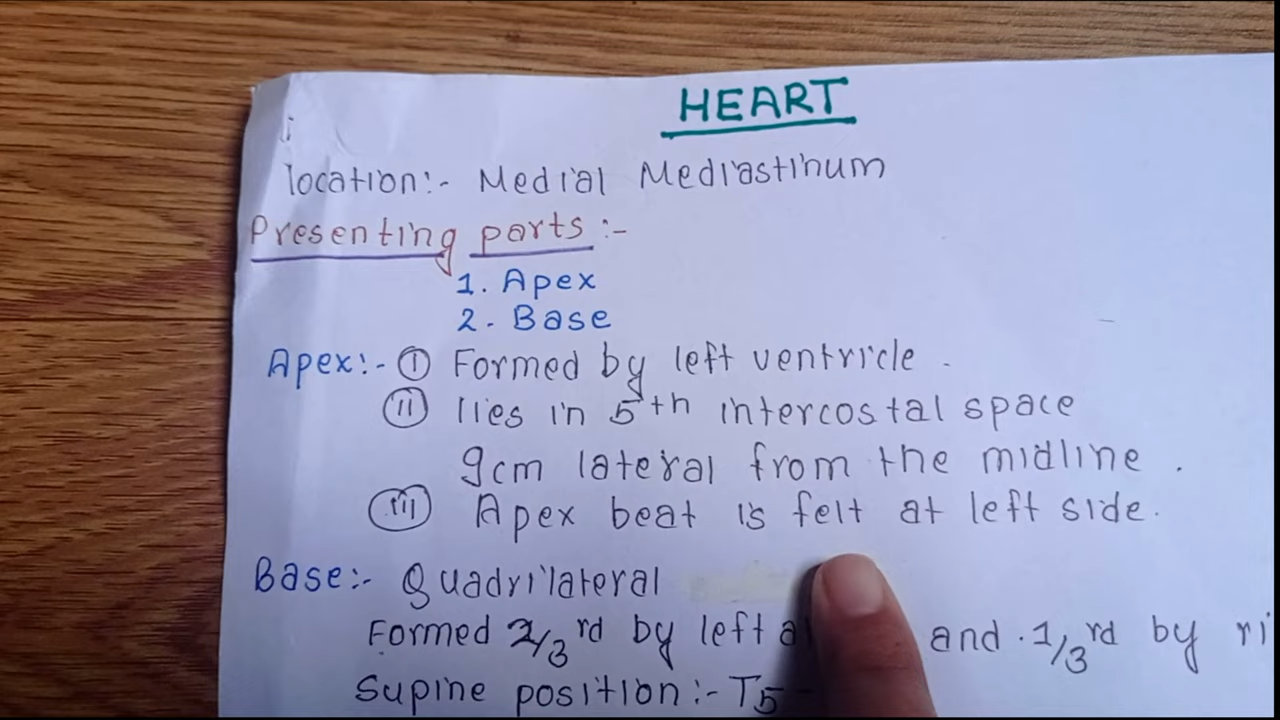 HEART
location:- Medial Mediastinum
Presenting parts :-
1. Apex
2. Base
Apex:- (I) Formed by left ventricle .
(II) lies in 5th intercostal space
9cm lateral from the midline .
(III) Apex beat is felt at left side.
Base:- Quadrilateral
Formed 2/3rd by left and . 1/3rd by
Supine position:- T5